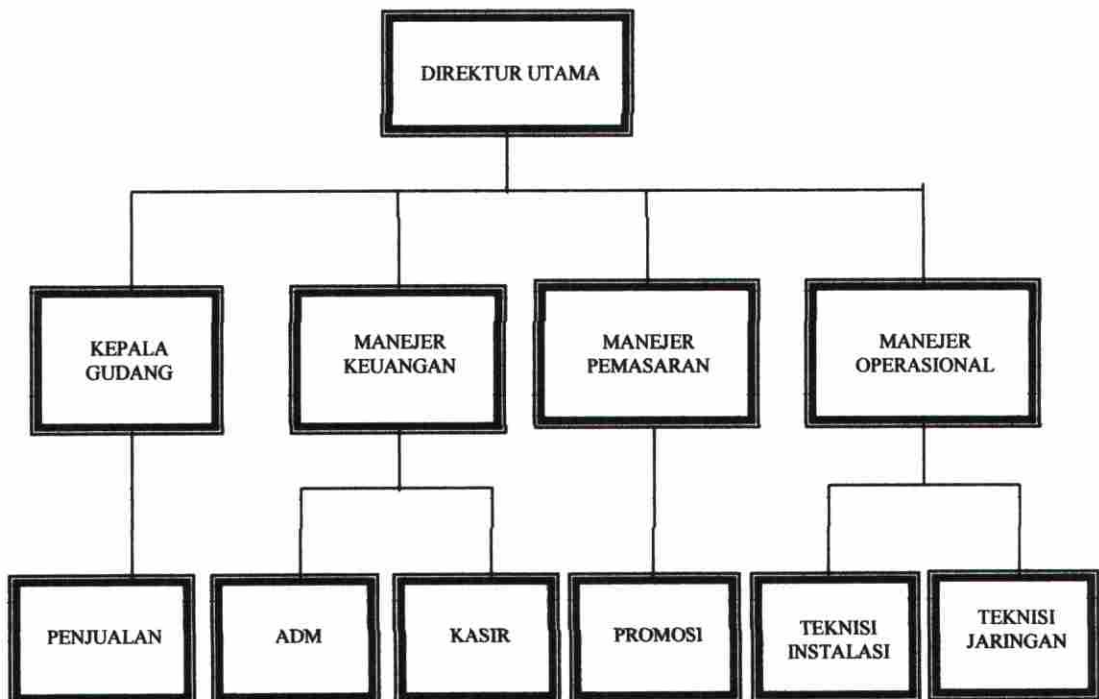 DIREKTUR UTAMA
KEPALA
GUDANG
MANEJER
KEUANGAN
MANEJER
PEMASARAN
MANEJER
OPERASIONAL
PENJUALAN
ADM
KASIR
PROMOSI
TEKNISI
INSTALASI
TEKNISI
JARINGAN